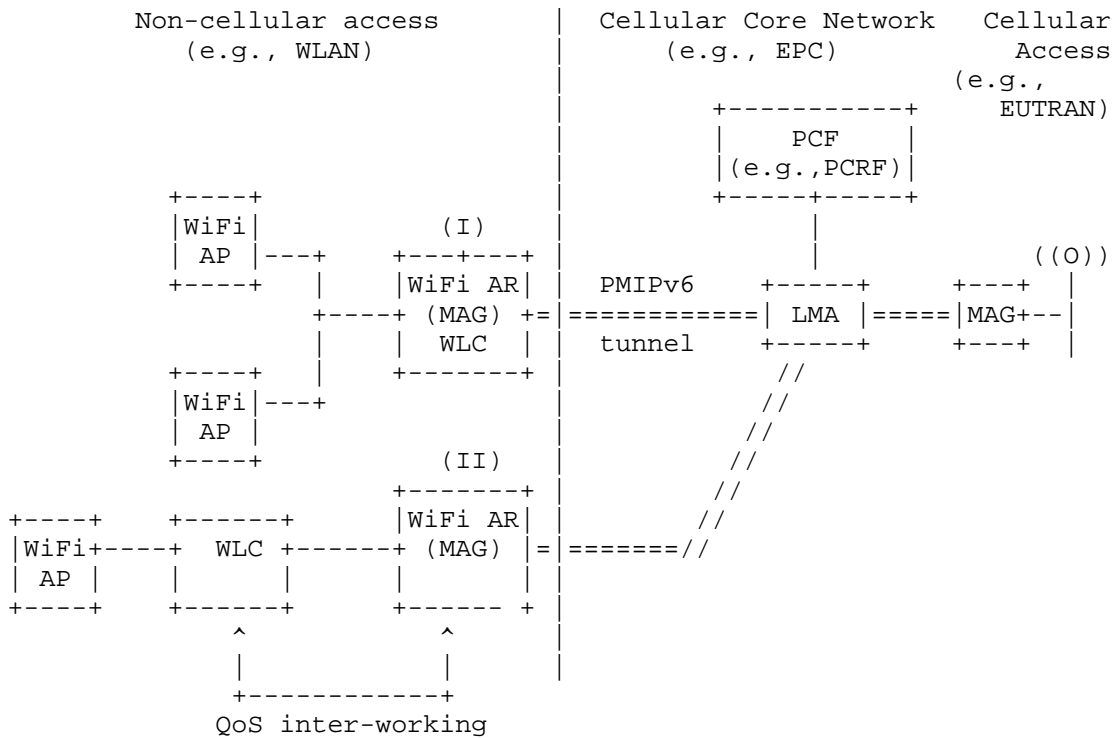 Non-cellular access | Cellular Core Network Cellular
(e.g., WLAN) | (e.g., EPC) Access
(e.g.,
EUTRAN)
PCF
(e.g.,PCRF)
WiFi (I)
AP ((O))
WiFi AR PMIPv6
(MAG) LMA MAG
WLC tunnel
WiFi
AP
(II)
WiFi AR
WiFi WLC (MAG)
AP
QoS inter-working